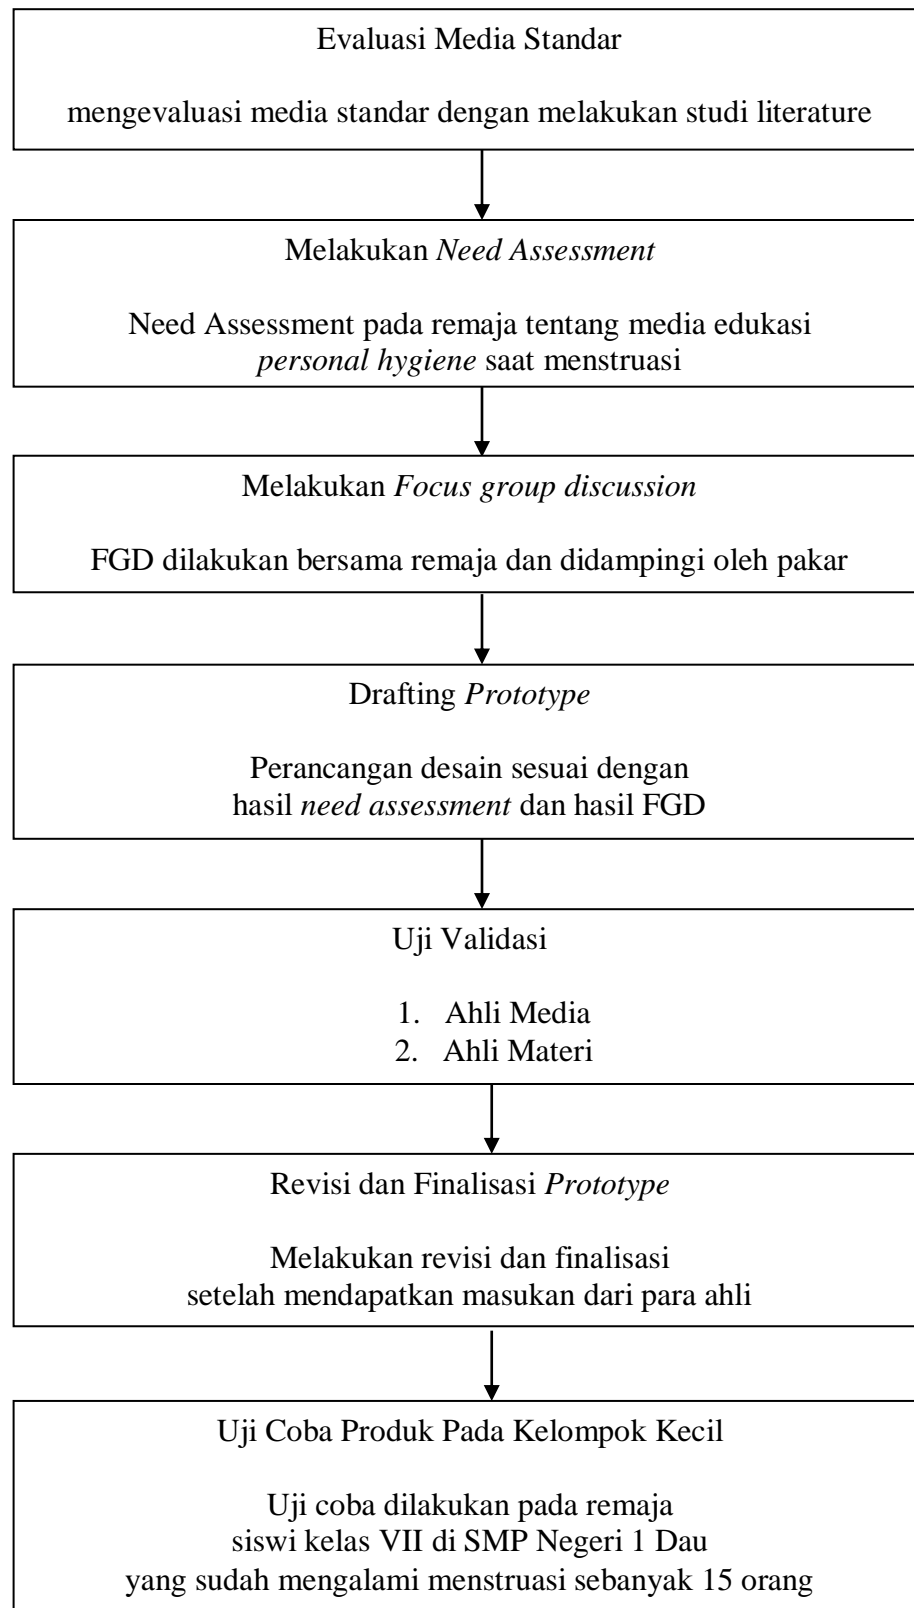 Evaluasi Media Standar
mengevaluasi media standar dengan melakukan studi literature
Melakukan Need Assessment
Need Assessment pada remaja tentang media edukasi
personal hygiene saat menstruasi
Melakukan Focus group discussion
FGD dilakukan bersama remaja dan didampingi oleh pakar
Drafting Prototype
Perancangan desain sesuai dengan
hasil need assessment dan hasil FGD
Uji Validasi
1. Ahli Media
2. Ahli Materi
Revisi dan Finalisasi Prototype
Melakukan revisi dan finalisasi
setelah mendapatkan masukan dari para ahli
Uji Coba Produk Pada Kelompok Kecil
Uji coba dilakukan pada remaja
siswi kelas VII di SMP Negeri 1 Dau
yang sudah mengalami menstruasi sebanyak 15 orang